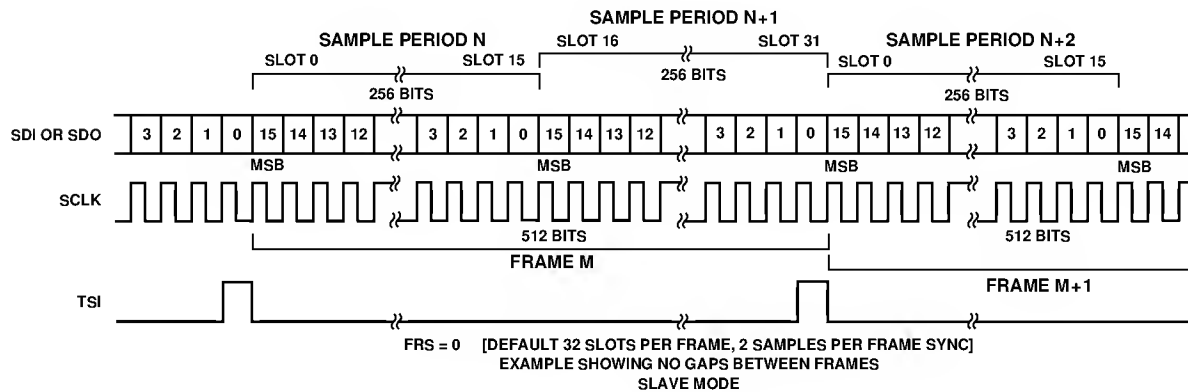 SAMPLE PERIOD N+1
SAMPLE PERIOD N
SLOT 16
SLOT 31
SAMPLE PERIOD N+2
SLOT 0
SLOT 15
SLOT 0
SLOT 15
256 BITS
256 BITS
256 BITS
SDI OR SDO
3 2 1 0 15 14 13 12 3 2 1 0 15 14 13 12 3 2 1 0 15 14 13 12 3 2 1 0 15 14
MSB MSB MSB MSB
SCLK
512 BITS
512 BITS
FRAME M
FRAME M+1
TSI
FRS = 0 [DEFAULT 32 SLOTS PER FRAME, 2 SAMPLES PER FRAME SYNC]
EXAMPLE SHOWING NO GAPS BETWEEN FRAMES
SLAVE MODE